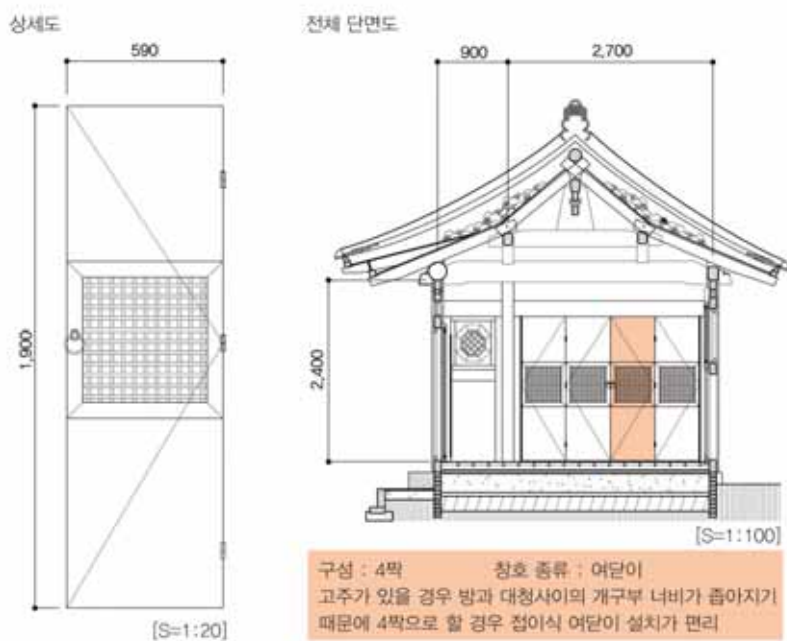 상세도
590
1,900
[S=1:20]
전체 단면도
900 2,700
2,400
[S=1:100]
구성 : 4짝 창호 종류 : 여닫이
고주가 있을 경우 방과 대청사이의 개구부 너비가 좁아지기
때문에 4짝으로 할 경우 접이식 여닫이 설치가 편리